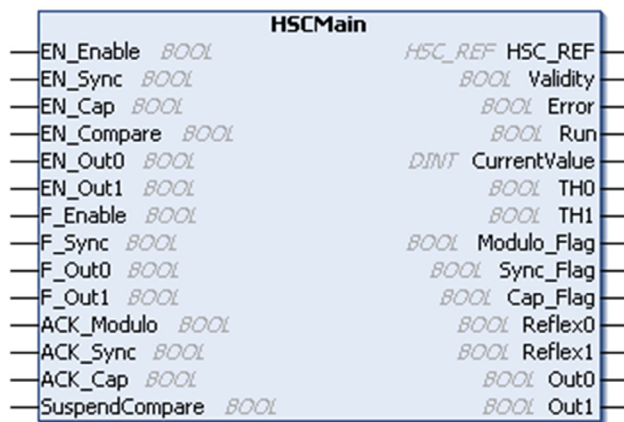 HSCMain
EN_Enable BOOL HSC_REF HSC_REF
EN_Sync BOOL BOOL Validity
EN_Cap BOOL BOOL Error
EN_Compare BOOL BOOL Run
EN_Out0 BOOL DINT CurrentValue
EN_Out1 BOOL BOOL TH0
F_Enable BOOL BOOL TH1
F_Sync BOOL BOOL Modulo_Flag
F_Out0 BOOL BOOL Sync_Flag
F_Out1 BOOL BOOL Cap_Flag
ACK_Modulo BOOL BOOL Reflex0
ACK_Sync BOOL BOOL Reflex1
ACK_Cap BOOL BOOL Out0
SuspendCompare BOOL BOOL Out1